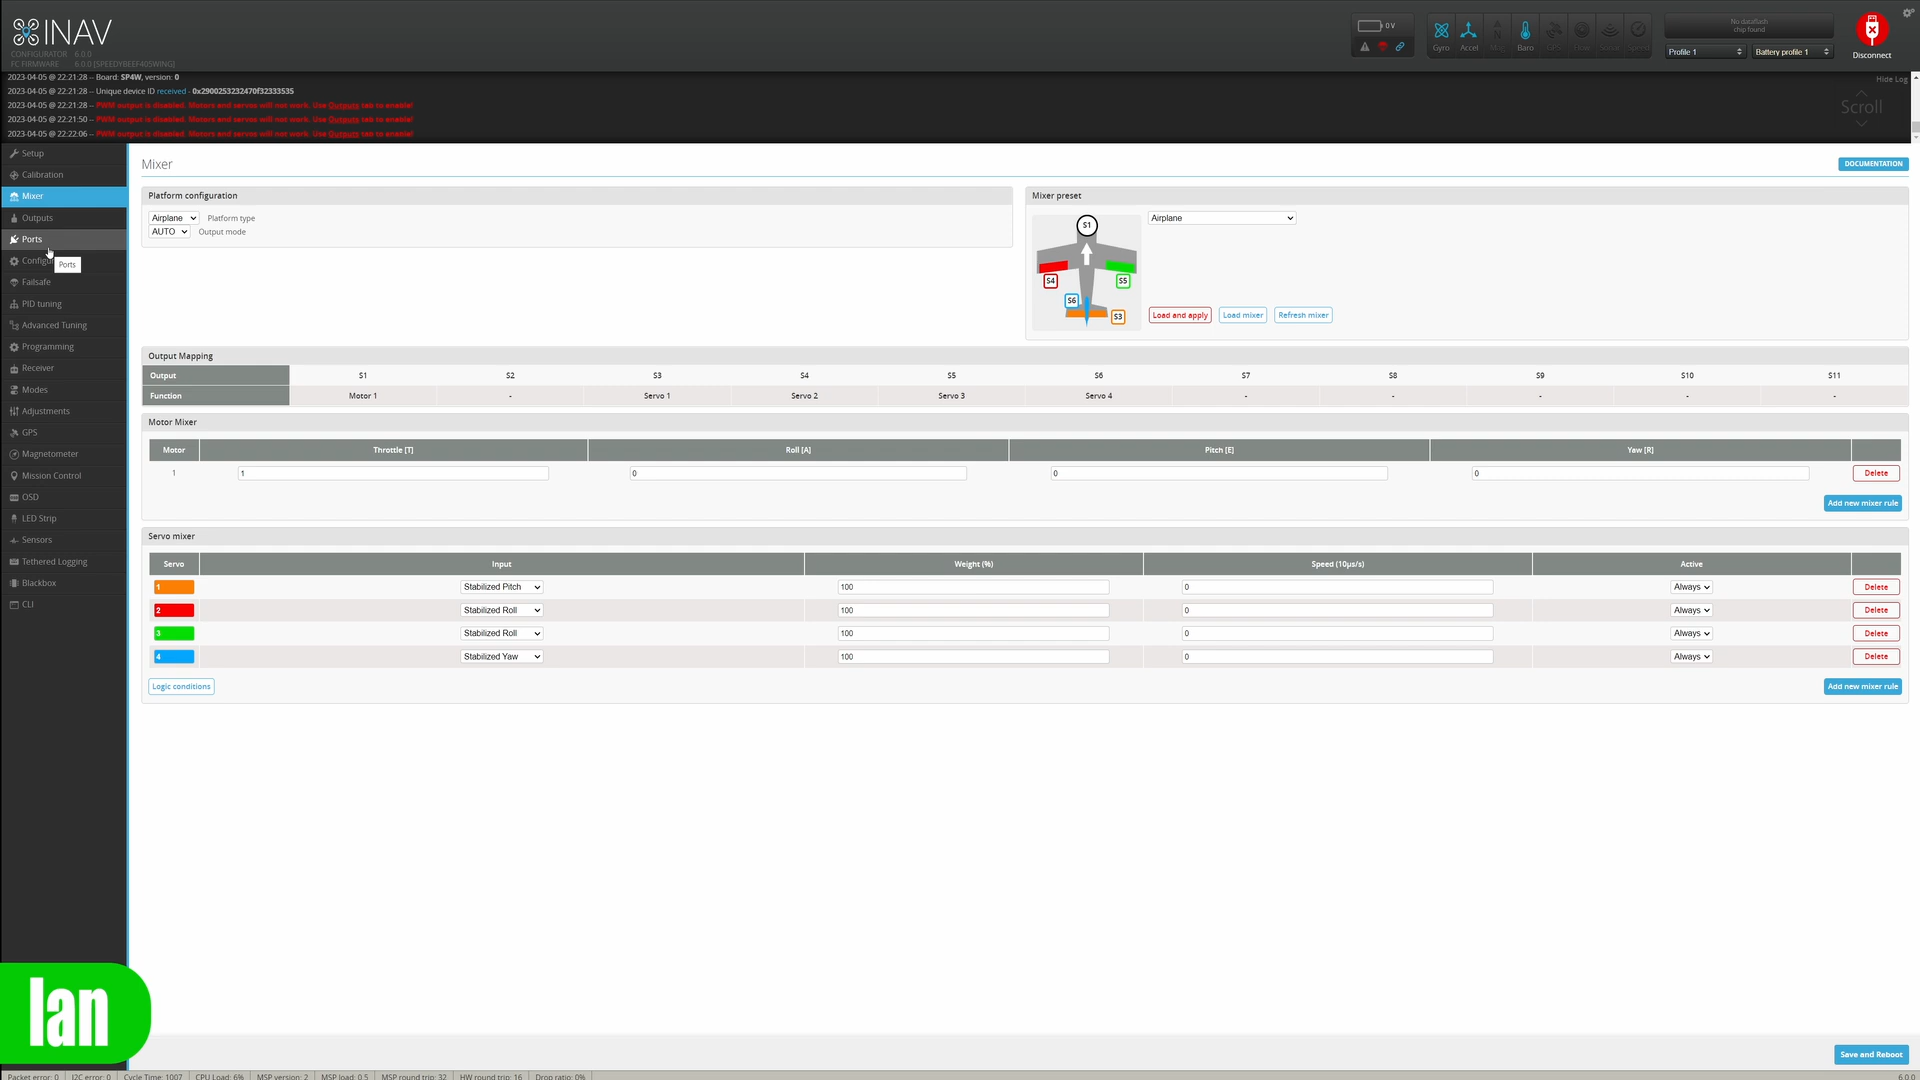 INAV
CONFIGURATOR 6.0.0
FC FIRMWARE 6.0.0 [SPEEDYBEEF405WING]
0 V
Gyro Accel Mag Baro GPS Flow Sonar Speed
No dataflash
chip found
Profile 1 Battery profile 1
Disconnect
2023-04-05 @ 22:21:28 -- Board: SP4W, version: 0
2023-04-05 @ 22:21:28 -- Unique device ID received - 0x2900253232470f32333535
2023-04-05 @ 22:21:28 -- PWM output is disabled. Motors and servos will not work. Use Outputs tab to enable!
2023-04-05 @ 22:21:50 -- PWM output is disabled. Motors and servos will not work. Use Outputs tab to enable!
2023-04-05 @ 22:22:06 -- PWM output is disabled. Motors and servos will not work. Use Outputs tab to enable!
Hide Log
Scroll
Setup
Calibration
Mixer
Outputs
Ports
Configur
Ports
Failsafe
PID tuning
Advanced Tuning
Programming
Receiver
Modes
Adjustments
GPS
Magnetometer
Mission Control
OSD
LED Strip
Sensors
Tethered Logging
Blackbox
CLI
Mixer
DOCUMENTATION
Platform configuration
Airplane Platform type
AUTO Output mode
Mixer preset
Airplane
S1
S4 S5
S6
S3
Load and apply Load mixer Refresh mixer
Output Mapping
Output S1 S2 S3 S4 S5 S6 S7 S8 S9 S10 S11
Function Motor 1 - Servo 1 Servo 2 Servo 3 Servo 4 - - - - -
Motor Mixer
Motor Throttle [T] Roll [A] Pitch [E] Yaw [R]
1 1 0 0 0 Delete
Add new mixer rule
Servo mixer
Servo Input Weight (%) Speed (10µs/s) Active
1 Stabilized Pitch 100 0 Always Delete
2 Stabilized Roll 100 0 Always Delete
3 Stabilized Roll 100 0 Always Delete
4 Stabilized Yaw 100 0 Always Delete
Logic conditions Add new mixer rule
Ian
Save and Reboot
Packet error: 0 I2C error: 0 Cycle Time: 1007 CPU Load: 6% MSP version: 2 MSP load: 0.5 MSP round trip: 32 HW round trip: 16 Drop ratio: 0% 6.0.0